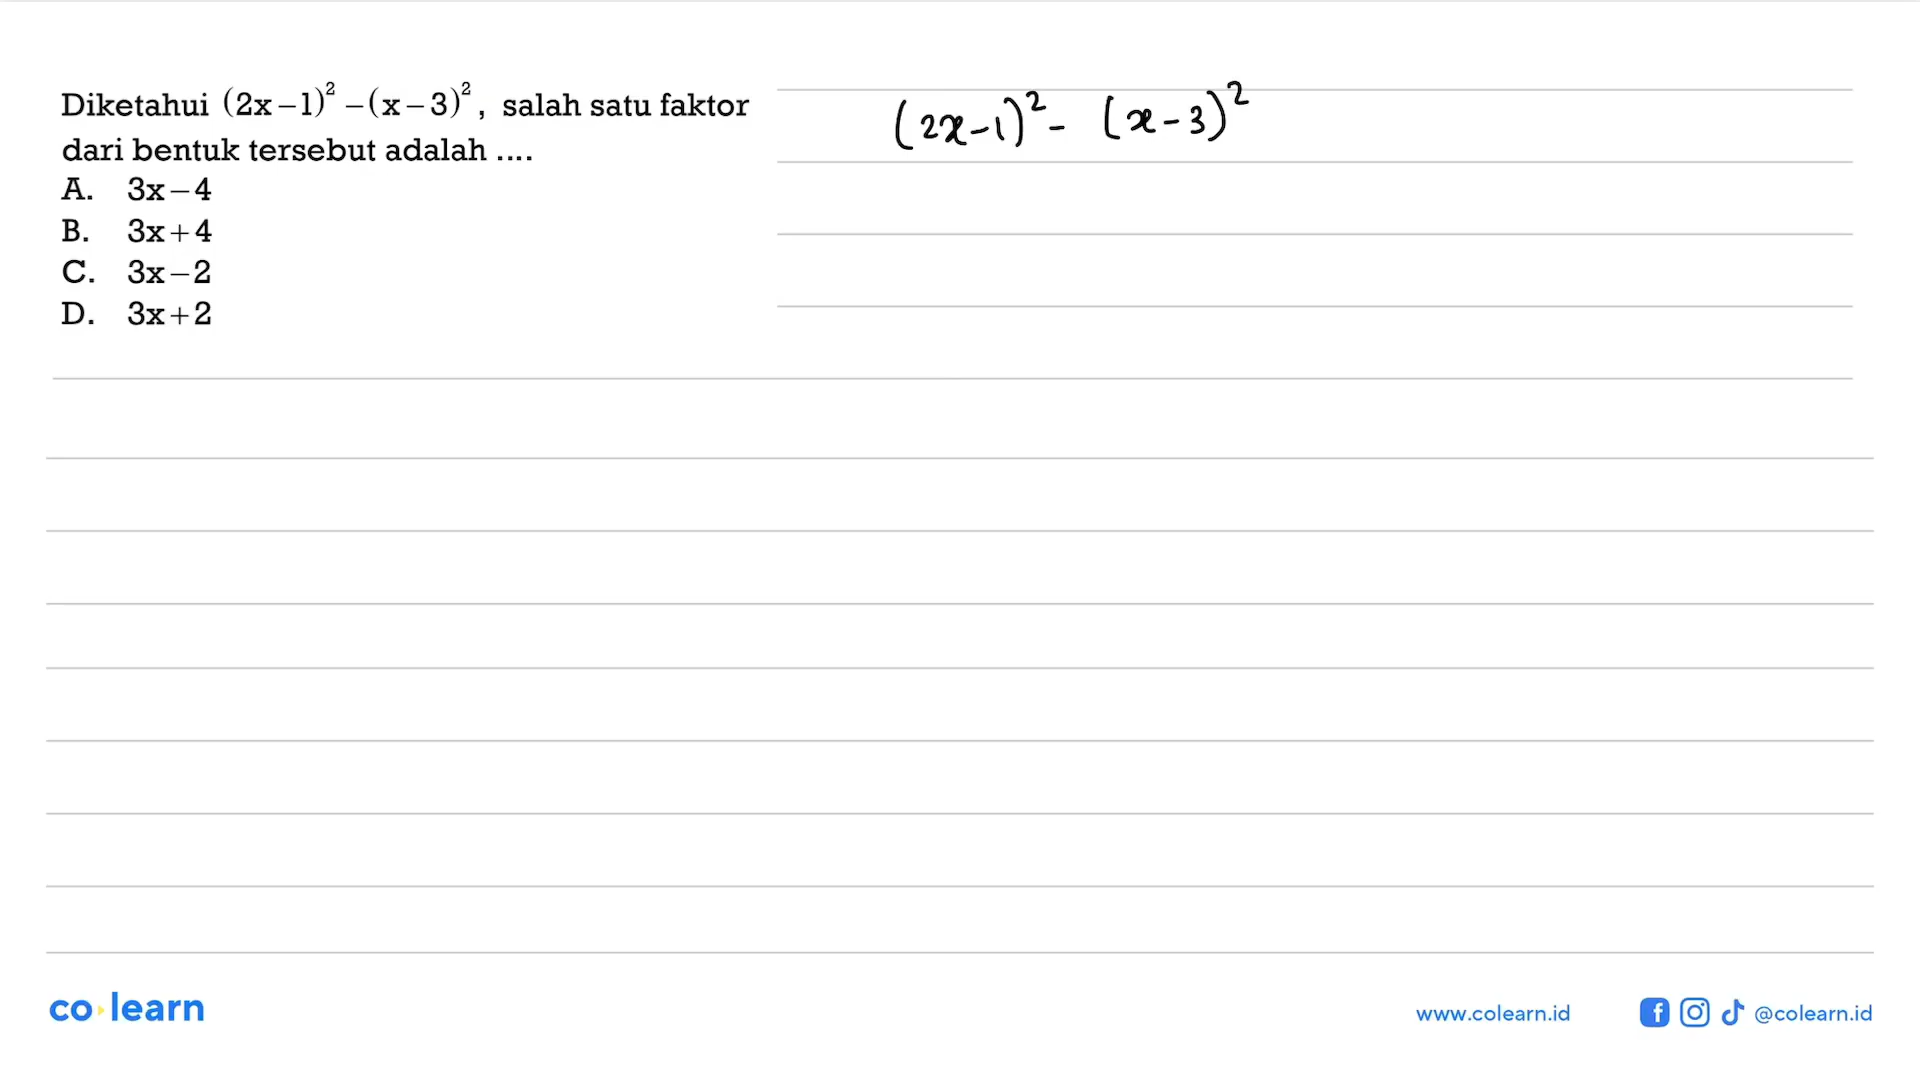 Diketahui (2x-1)² -(x-3)², salah satu faktor
dari bentuk tersebut adalah ....
A. 3x-4
B. 3x+4
C. 3x-2
D. 3x+2
(2x-1)² - (x-3)²
co learn
www.colearn.id
@colearn.id